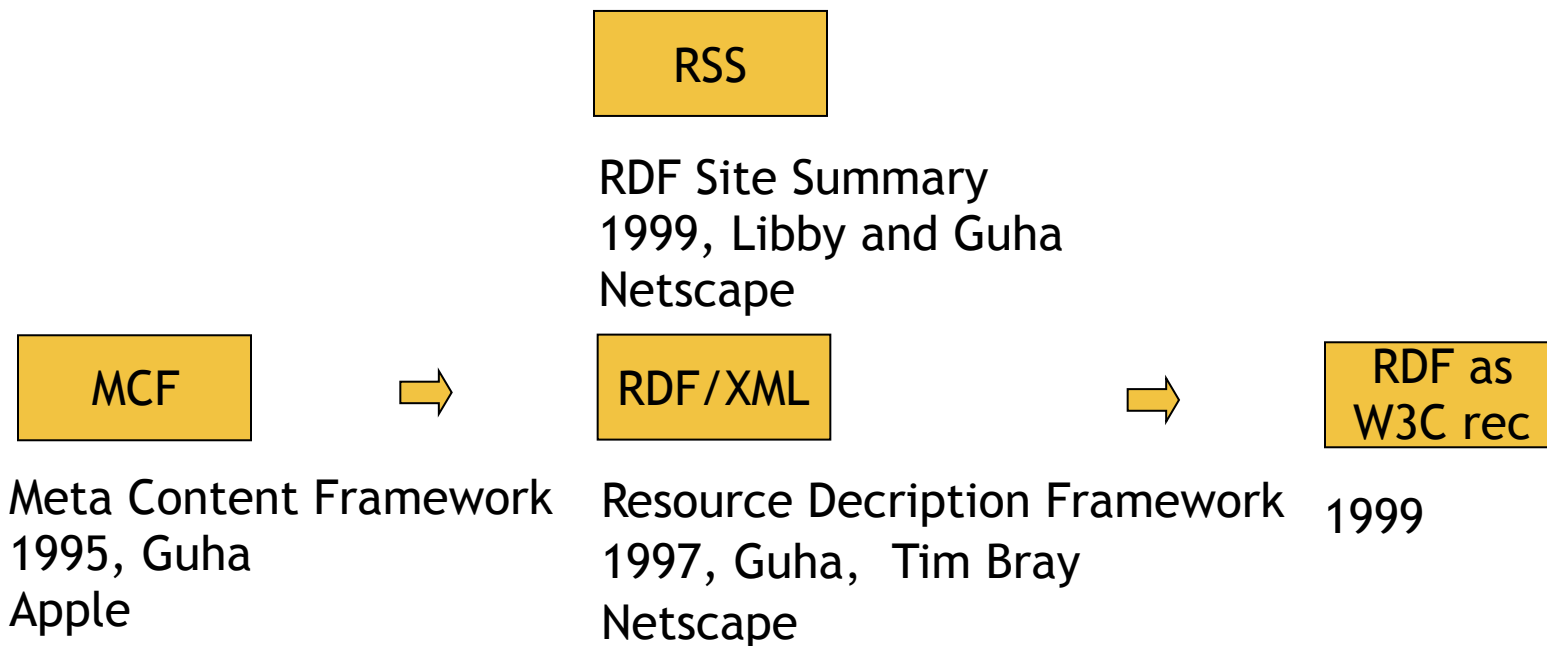 RSS
RDF Site Summary
1999, Libby and Guha
Netscape
MCF
Meta Content Framework
1995, Guha
Apple
RDF/XML
Resource Decription Framework
1997, Guha, Tim Bray
Netscape
RDF as
W3C rec
1999